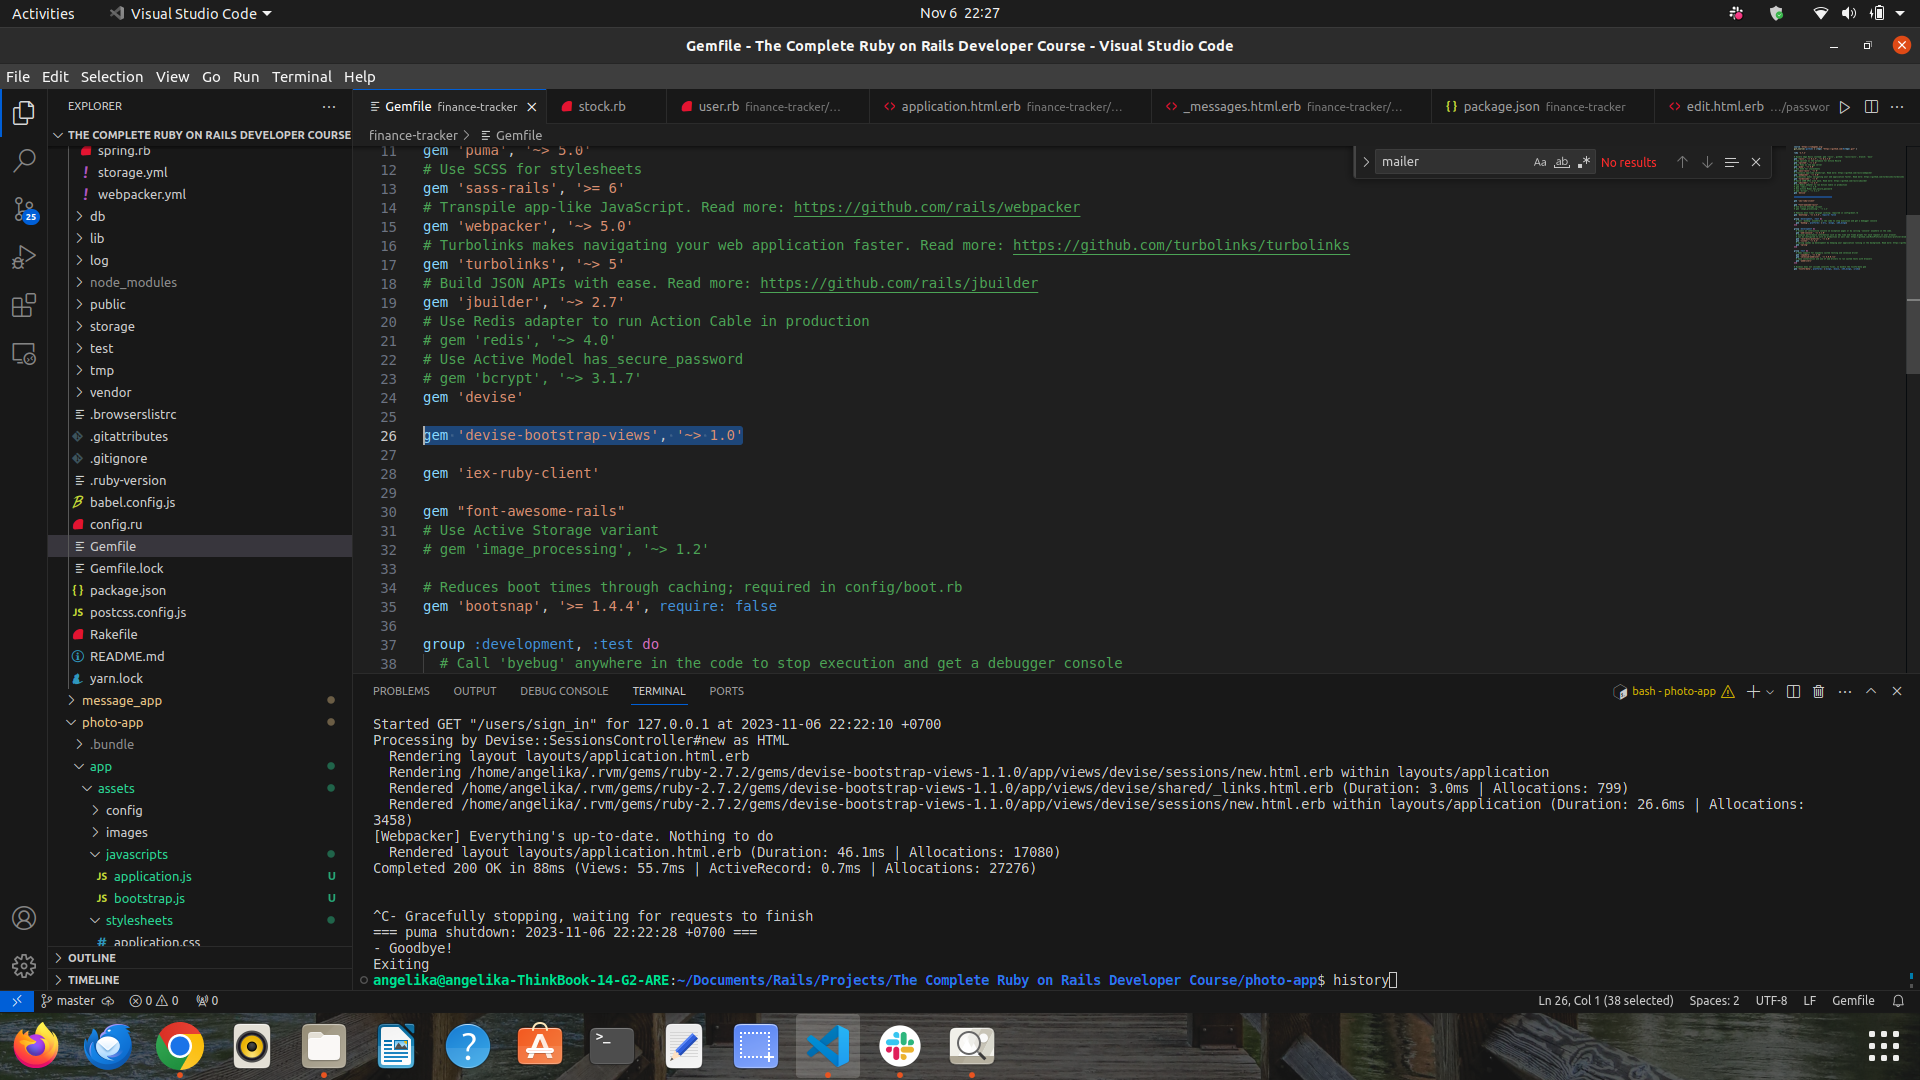 Activities
Visual Studio Code
Nov 6 22:27
Gemfile - The Complete Ruby on Rails Developer Course - Visual Studio Code
File Edit Selection View Go Run Terminal Help
EXPLORER
THE COMPLETE RUBY ON RAILS DEVELOPER COURSE
spring.rb
! storage.yml
! webpacker.yml
db
lib
log
node_modules
public
storage
test
tmp
vendor
.browserslistrc
.gitattributes
.gitignore
.ruby-version
babel.config.js
config.ru
Gemfile
Gemfile.lock
{} package.json
JS postcss.config.js
Rakefile
README.md
yarn.lock
message_app
photo-app
.bundle
app
assets
config
images
javascripts
JS application.js U
JS bootstrap.js U
stylesheets
# application.css
OUTLINE
TIMELINE
25
Gemfile finance-tracker
stock.rb
user.rb finance-tracker/...
application.html.erb finance-tracker/...
_messages.html.erb finance-tracker/...
{} package.json finance-tracker
edit.html.erb .../passwor
finance-tracker > Gemfile
mailer Aa ab No results
11 gem 'puma', '~> 5.0'
12 # Use SCSS for stylesheets
13 gem 'sass-rails', '>= 6'
14 # Transpile app-like JavaScript. Read more: https://github.com/rails/webpacker
15 gem 'webpacker', '~> 5.0'
16 # Turbolinks makes navigating your web application faster. Read more: https://github.com/turbolinks/turbolinks
17 gem 'turbolinks', '~> 5'
18 # Build JSON APIs with ease. Read more: https://github.com/rails/jbuilder
19 gem 'jbuilder', '~> 2.7'
20 # Use Redis adapter to run Action Cable in production
21 # gem 'redis', '~> 4.0'
22 # Use Active Model has_secure_password
23 # gem 'bcrypt', '~> 3.1.7'
24 gem 'devise'
25
26 gem 'devise-bootstrap-views', '~> 1.0'
27
28 gem 'iex-ruby-client'
29
30 gem "font-awesome-rails"
31 # Use Active Storage variant
32 # gem 'image_processing', '~> 1.2'
33
34 # Reduces boot times through caching; required in config/boot.rb
35 gem 'bootsnap', '>= 1.4.4', require: false
36
37 group :development, :test do
38 # Call 'byebug' anywhere in the code to stop execution and get a debugger console
PROBLEMS OUTPUT DEBUG CONSOLE TERMINAL PORTS
bash - photo-app
Started GET "/users/sign_in" for 127.0.0.1 at 2023-11-06 22:22:10 +0700
Processing by Devise::SessionsController#new as HTML
Rendering layout layouts/application.html.erb
Rendering /home/angelika/.rvm/gems/ruby-2.7.2/gems/devise-bootstrap-views-1.1.0/app/views/devise/sessions/new.html.erb within layouts/application
Rendered /home/angelika/.rvm/gems/ruby-2.7.2/gems/devise-bootstrap-views-1.1.0/app/views/devise/shared/_links.html.erb (Duration: 3.0ms | Allocations: 799)
Rendered /home/angelika/.rvm/gems/ruby-2.7.2/gems/devise-bootstrap-views-1.1.0/app/views/devise/sessions/new.html.erb within layouts/application (Duration: 26.6ms | Allocations:
3458)
[Webpacker] Everything's up-to-date. Nothing to do
Rendered layout layouts/application.html.erb (Duration: 46.1ms | Allocations: 17080)
Completed 200 OK in 88ms (Views: 55.7ms | ActiveRecord: 0.7ms | Allocations: 27276)
^C- Gracefully stopping, waiting for requests to finish
=== puma shutdown: 2023-11-06 22:22:28 +0700 ===
- Goodbye!
Exiting
angelika@angelika-ThinkBook-14-G2-ARE:~/Documents/Rails/Projects/The Complete Ruby on Rails Developer Course/photo-app$ history
master 0 0 0
Ln 26, Col 1 (38 selected) Spaces: 2 UTF-8 LF Gemfile